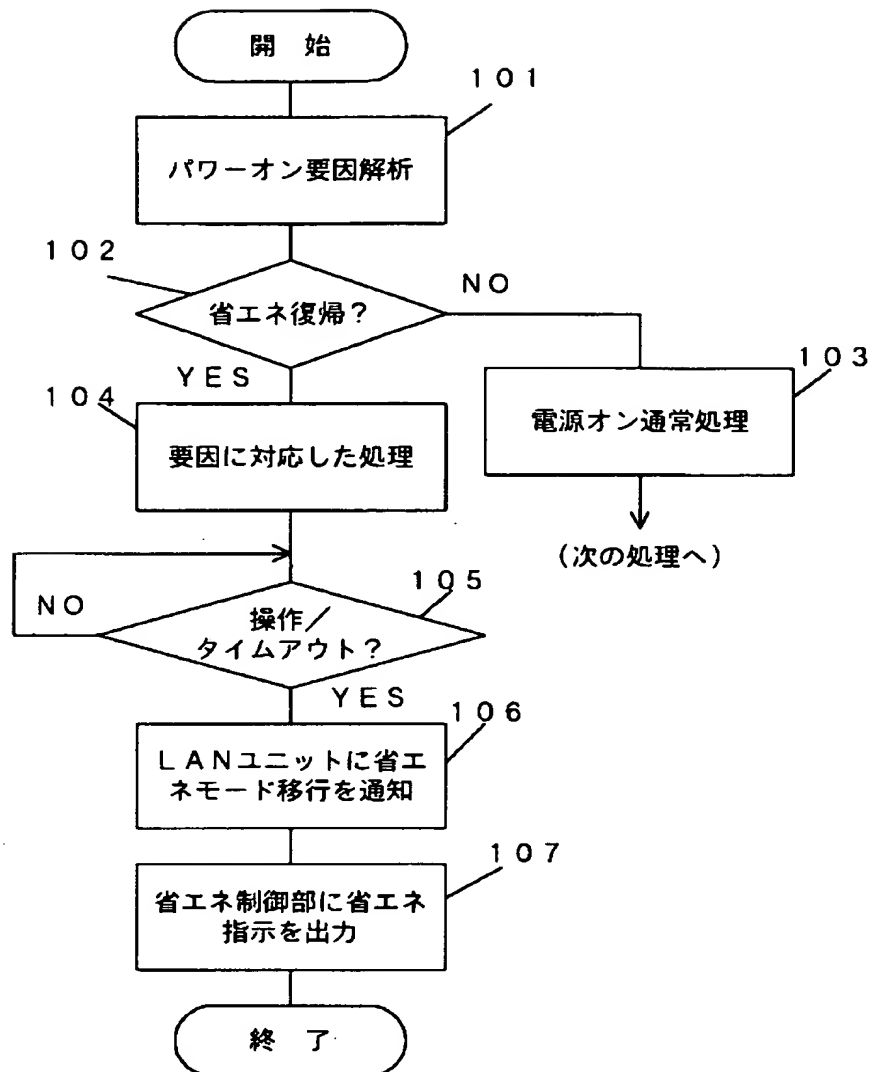 開 始
１０１
パワーオン要因解析
１０２
省エネ復帰？
ＮＯ
ＹＥＳ
１０３
電源オン通常処理
（次の処理へ）
１０４
要因に対応した処理
１０５
操作／
タイムアウト？
ＮＯ
ＹＥＳ
１０６
ＬＡＮユニットに省エ
ネモード移行を通知
１０７
省エネ制御部に省エネ
指示を出力
終 了